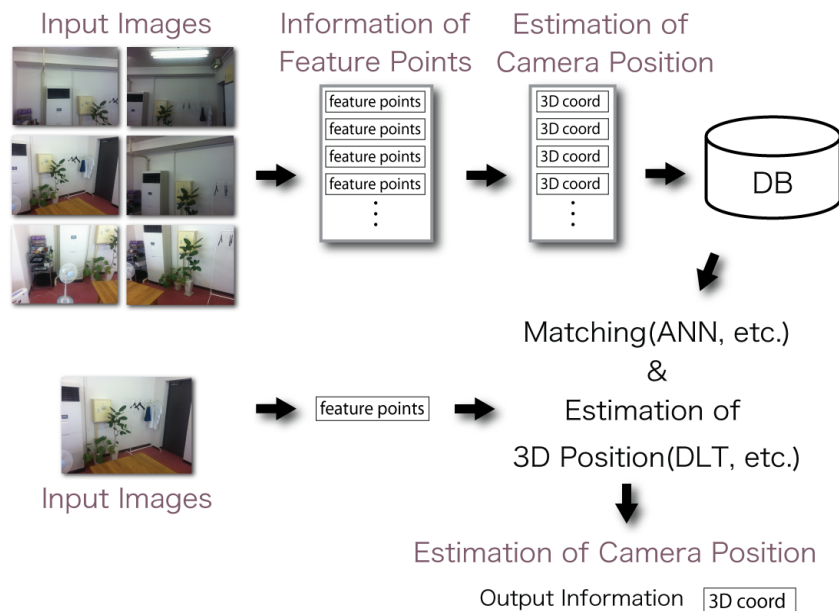 Input Images
Information of
Feature Points
Estimation of
Camera Position
feature points
feature points
feature points
feature points
3D coord
3D coord
3D coord
3D coord
DB
Matching(ANN, etc.)
&
Estimation of
3D Position(DLT, etc.)
feature points
Input Images
Estimation of Camera Position
Output Information
3D coord